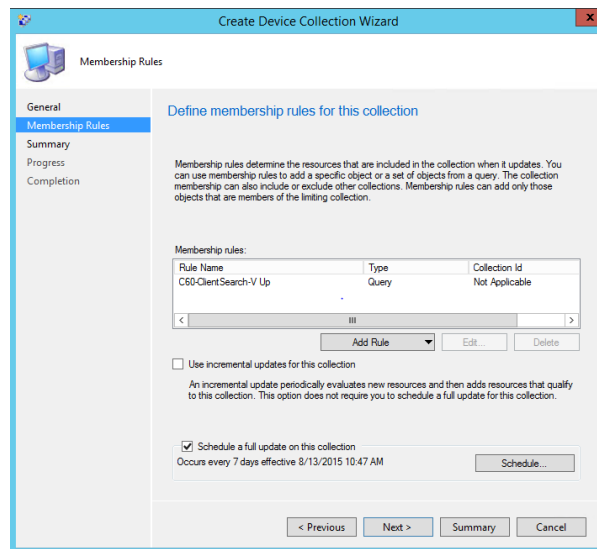 Create Device Collection Wizard
x
Membership Rules
General
Membership Rules
Summary
Progress
Completion
Define membership rules for this collection
Membership rules determine the resources that are included in the collection when it updates. You
can use membership rules to add a specific object or a set of objects from a query. The collection
membership can also include or exclude other collections. Membership rules can add only those
objects that are members of the limiting collection.
Membership rules:
Rule Name Type Collection Id
C60-ClientSearch-V Up Query Not Applicable
Add Rule Edit... Delete
Use incremental updates for this collection
An incremental update periodically evaluates new resources and then adds resources that qualify
to this collection. This option does not require you to schedule a full update for this collection.
Schedule a full update on this collection
Occurs every 7 days effective 8/13/2015 10:47 AM
Schedule...
< Previous Next > Summary Cancel